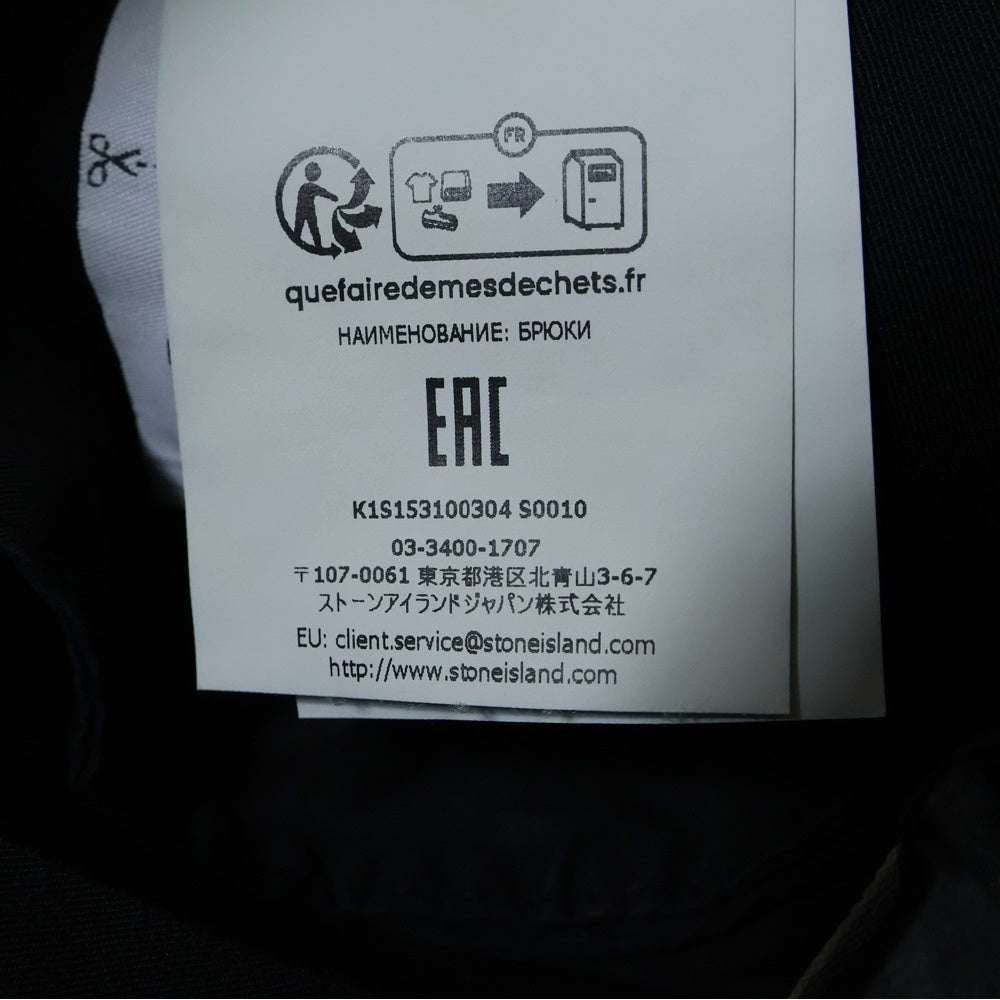 FR
quefairedemesdechets.fr
НАИМЕНОВАНИЕ: БРЮКИ
EAC
K1S153100304 S0010
03-3400-1707
〒107-0061 東京都港区北青山3-6-7
ストーンアイランドジャパン株式会社
EU: client.service@stoneisland.com
http://www.stoneisland.com